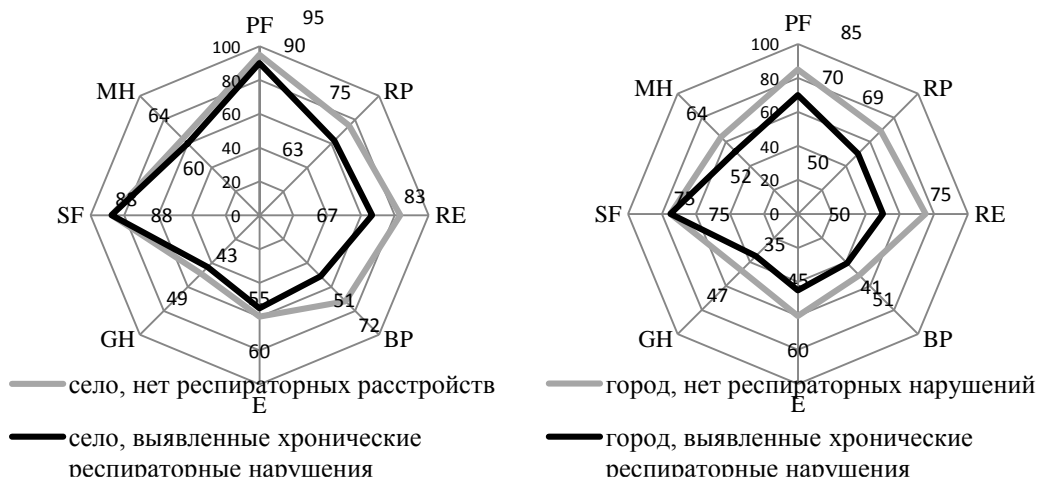 95
PF
100
90
MH
80
75
RP
64
60
40
63
60
20
83
SF
88
88
0
67
RE
43
49
55
51
72
GH
BP
60
E
село, нет респираторных расстройств
село, выявленные хронические
респираторные нарушения
85
PF
100
70
MH
80
69
RP
64
60
40
50
52
20
75
SF
75
75
0
50
RE
35
47
45
41
51
GH
BP
60
E
город, нет респираторных нарушений
город, выявленные хронические
респираторные нарушения